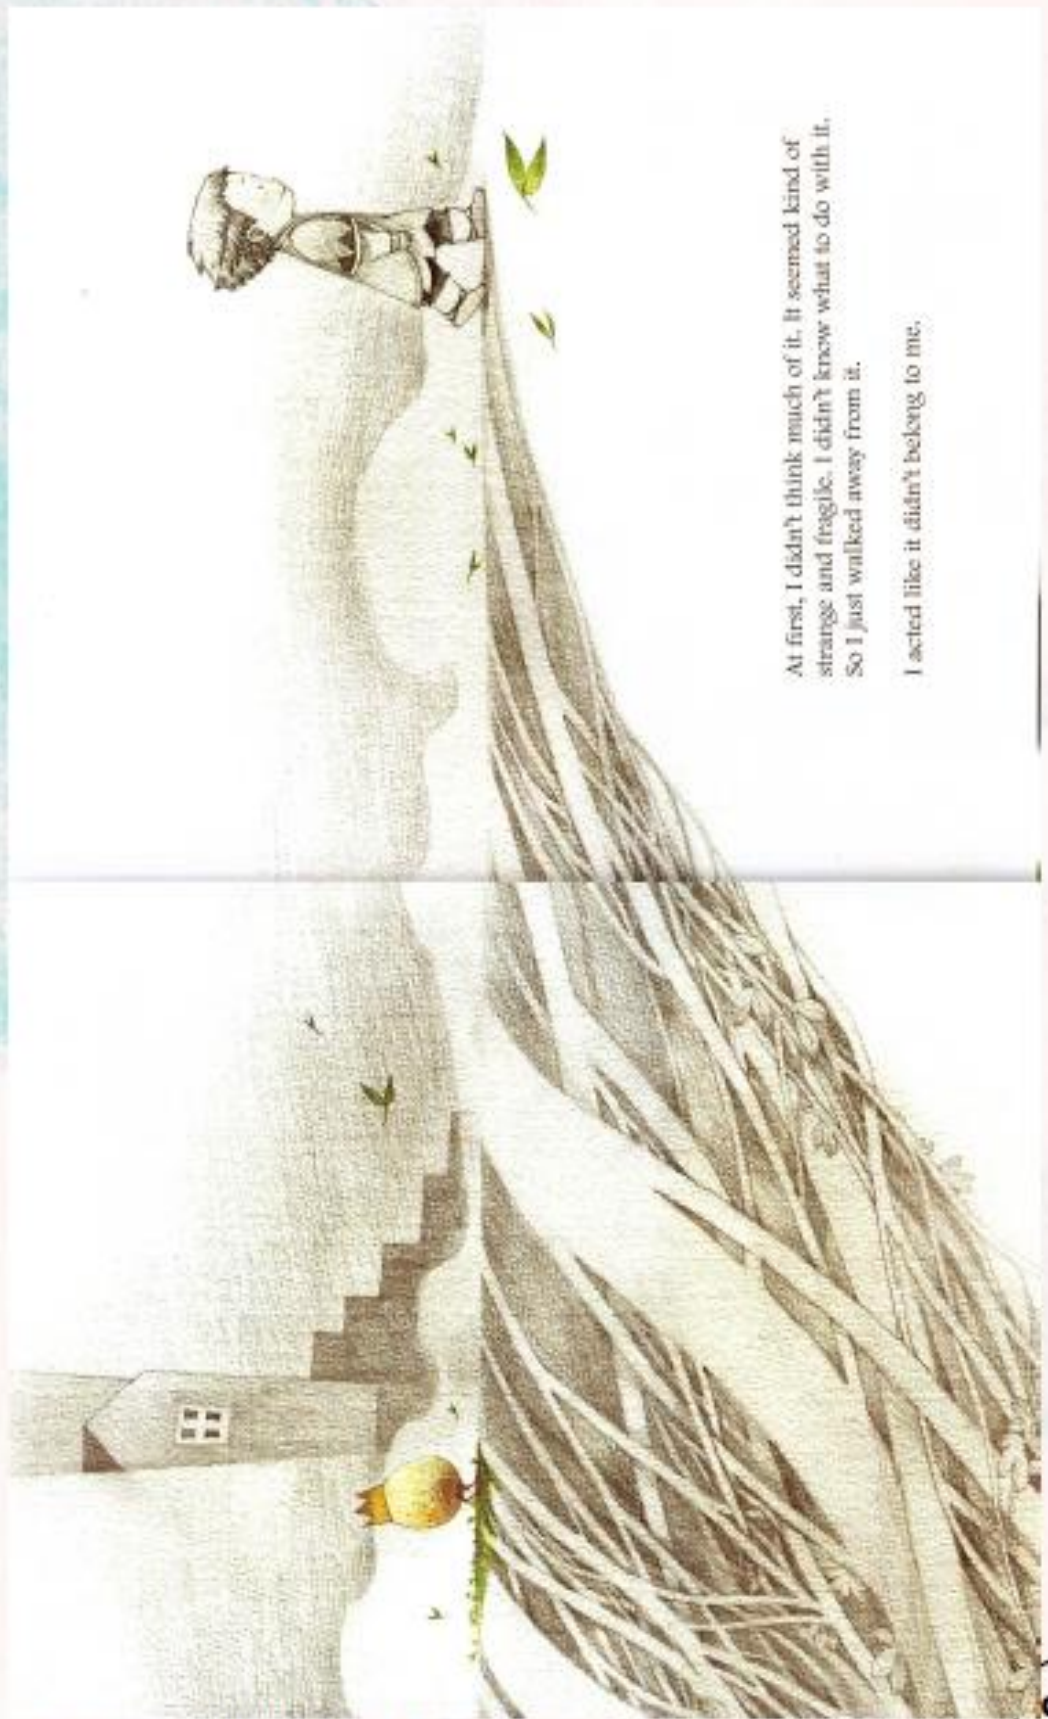 At first, I didn't think much of it. It seemed kind of
strange and fragile. I didn't know what to do with it.
So I just walked away from it.
I acted like it didn't belong to me.